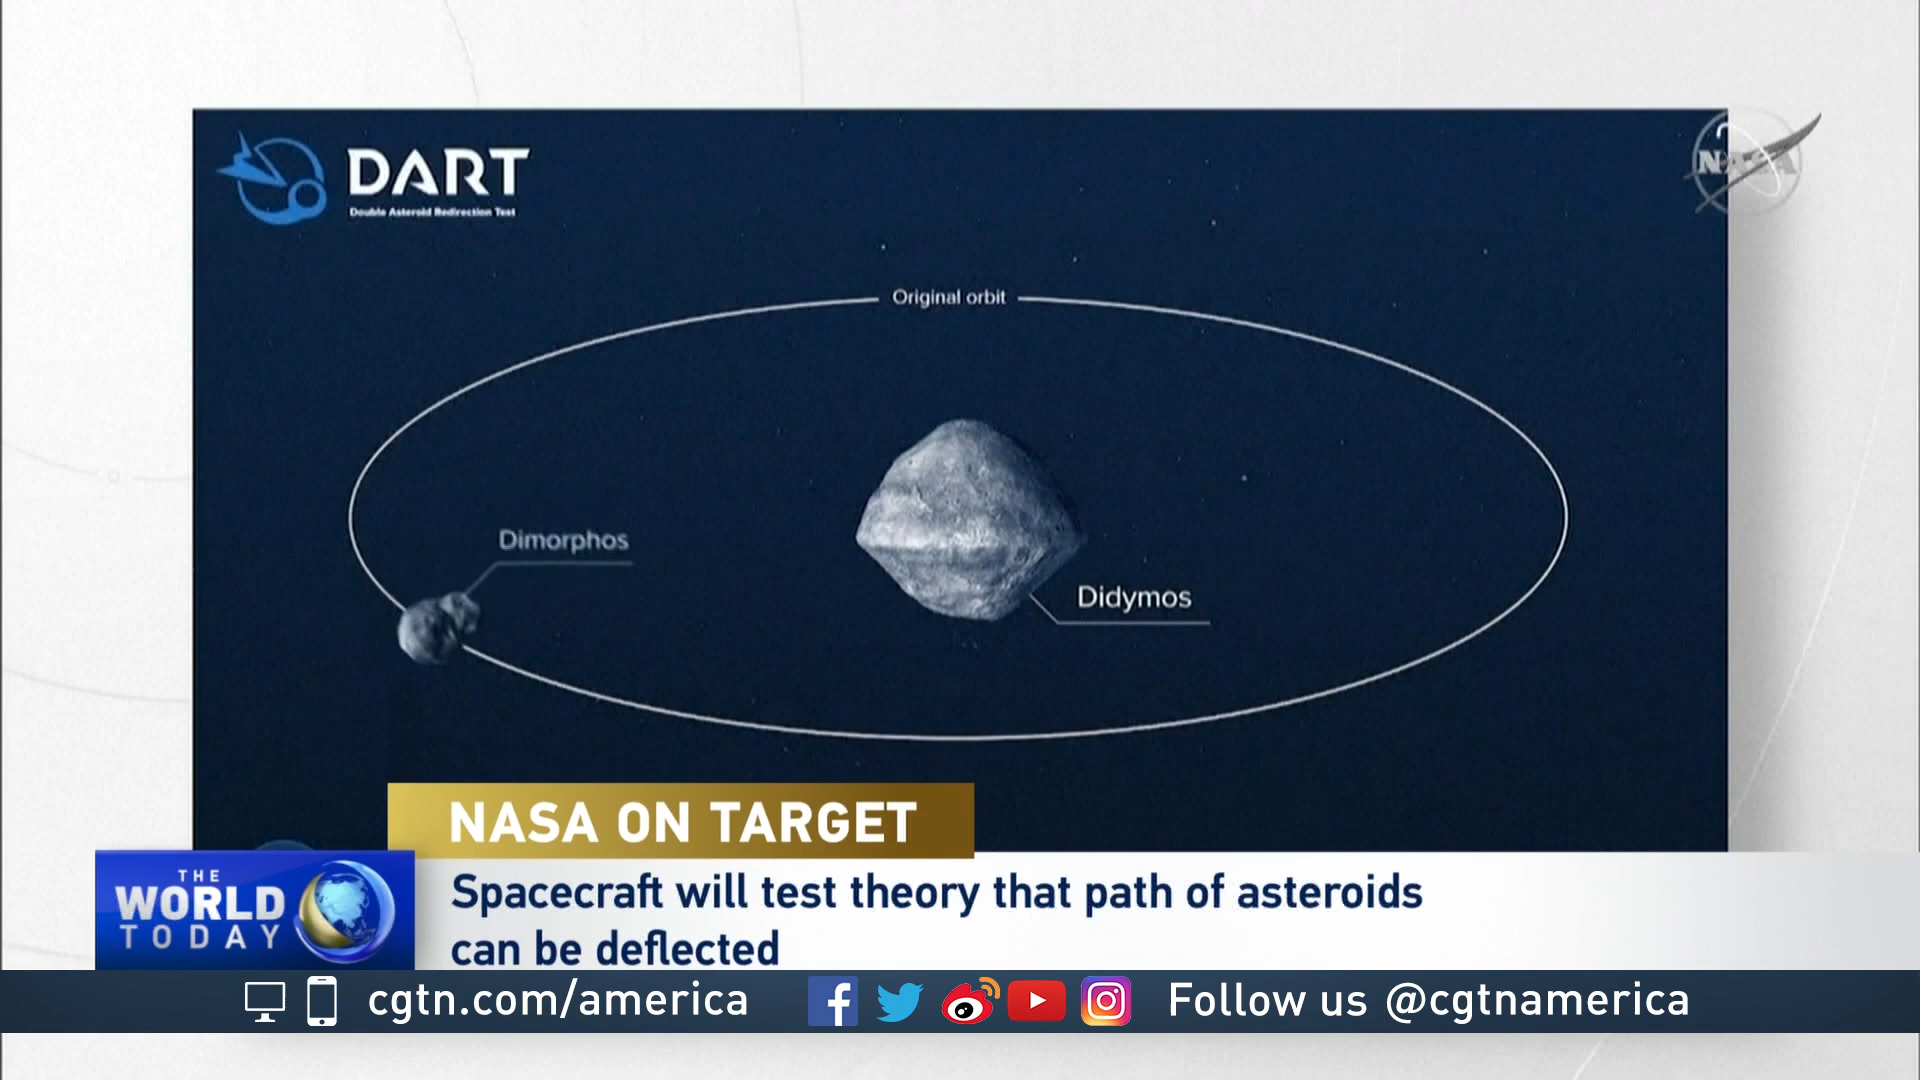 DART
Double Asteroid Redirection Test
NASA
Original orbit
Dimorphos
Didymos
NASA ON TARGET
THE
WORLD
TODAY
Spacecraft will test theory that path of asteroids
can be deflected
cgtn.com/america
Follow us @cgtnamerica